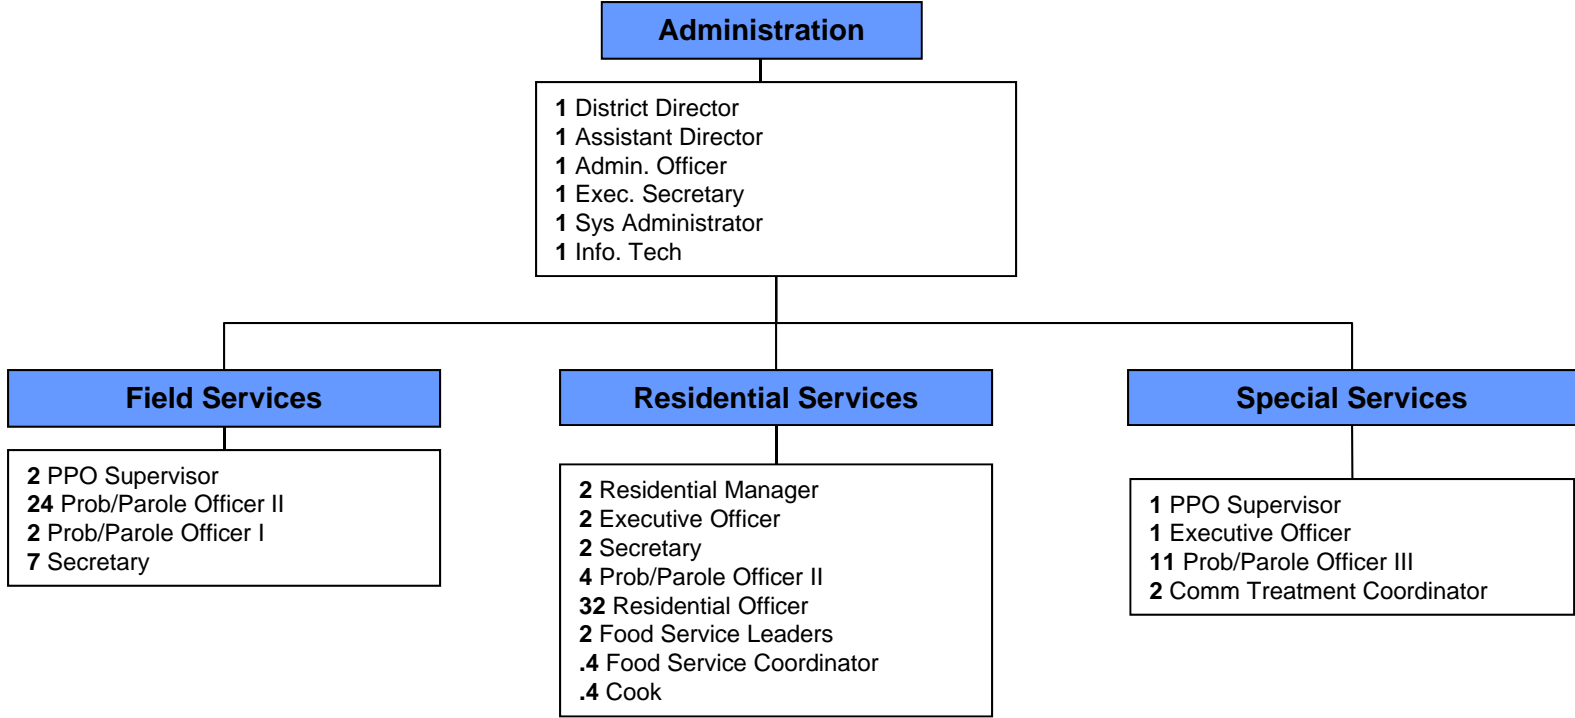 Administration
1 District Director
1 Assistant Director
1 Admin. Officer
1 Exec. Secretary
1 Sys Administrator
1 Info. Tech
Field Services
2 PPO Supervisor
24 Prob/Parole Officer II
2 Prob/Parole Officer I
7 Secretary
Residential Services
2 Residential Manager
2 Executive Officer
2 Secretary
4 Prob/Parole Officer II
32 Residential Officer
2 Food Service Leaders
.4 Food Service Coordinator
.4 Cook
Special Services
1 PPO Supervisor
1 Executive Officer
11 Prob/Parole Officer III
2 Comm Treatment Coordinator